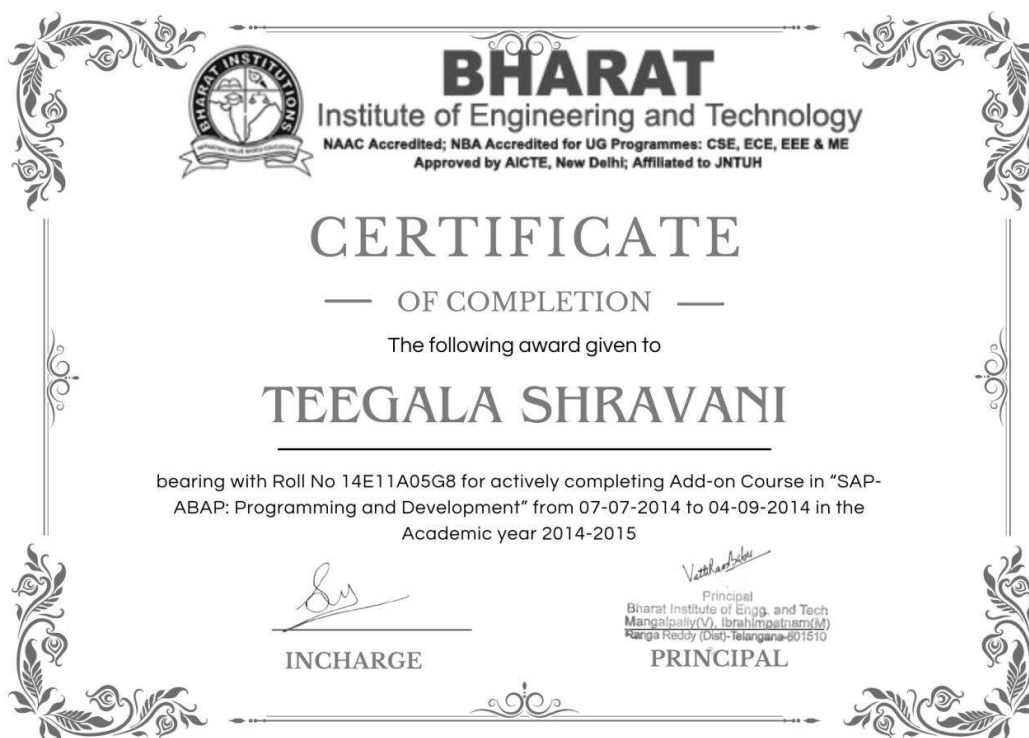 BHARAT INSTITUTIONS
BHARAT
Institute of Engineering and Technology
NAAC Accredited; NBA Accredited for UG Programmes: CSE, ECE, EEE & ME
Approved by AICTE, New Delhi; Affiliated to JNTUH
CERTIFICATE
OF COMPLETION
The following award given to
TEEGALA SHRAVANI
bearing with Roll No 14E11A05G8 for actively completing Add-on Course in “SAP-
ABAP: Programming and Development” from 07-07-2014 to 04-09-2014 in the
Academic year 2014-2015
Principal
Bharat Institute of Engg. and Tech
Mangalpally(V), Ibrahimpatnam(M)
Ranga Reddy (Dist)-Telangana-501510
INCHARGE
PRINCIPAL